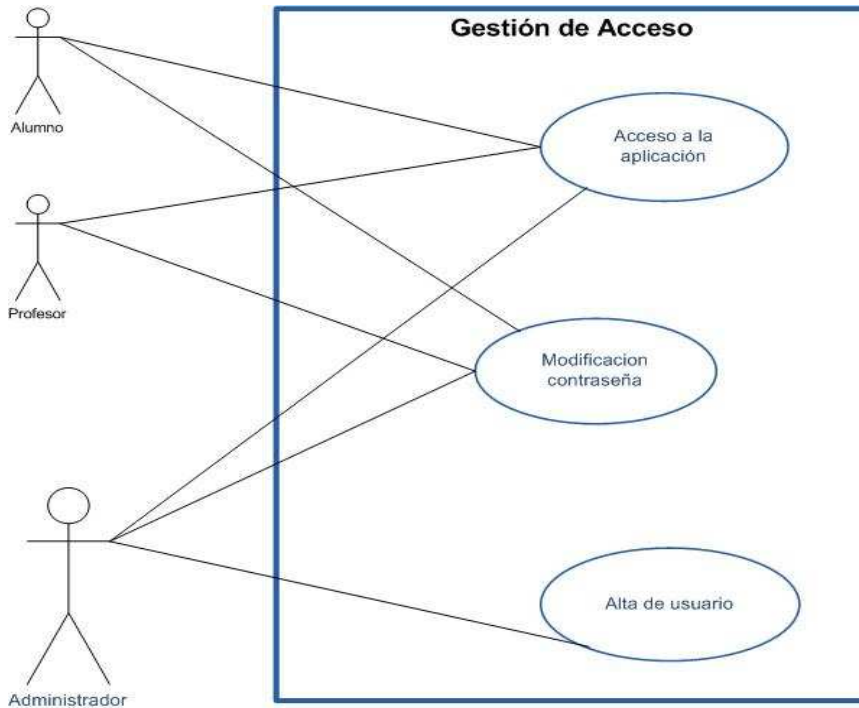 Gestión de Acceso
Alumno
Acceso a la
aplicación
Profesor
Modificacion
contraseña
Alta de usuario
Administrador